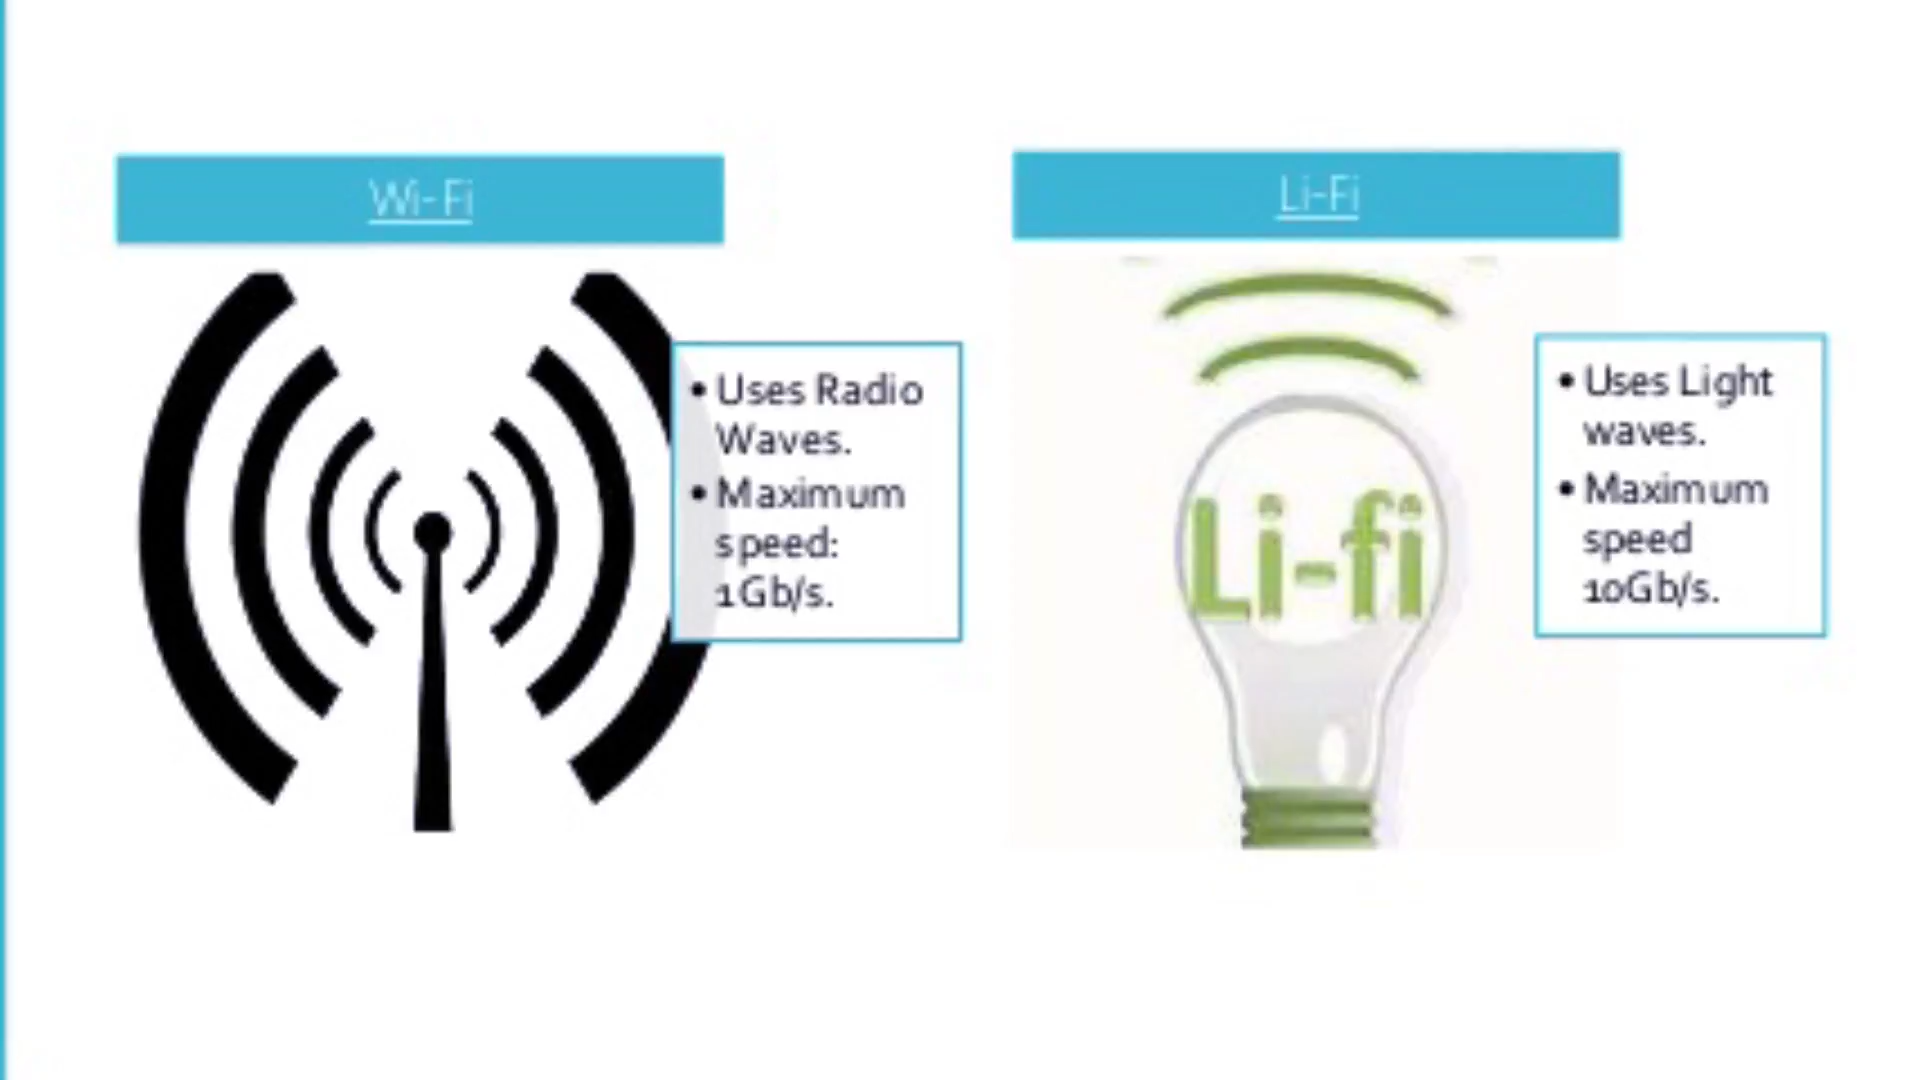 Wi-Fi
• Uses Radio
Waves.
• Maximum
speed:
1Gb/s.
Li-Fi
Li-fi
• Uses Light
waves.
• Maximum
speed
10Gb/s.